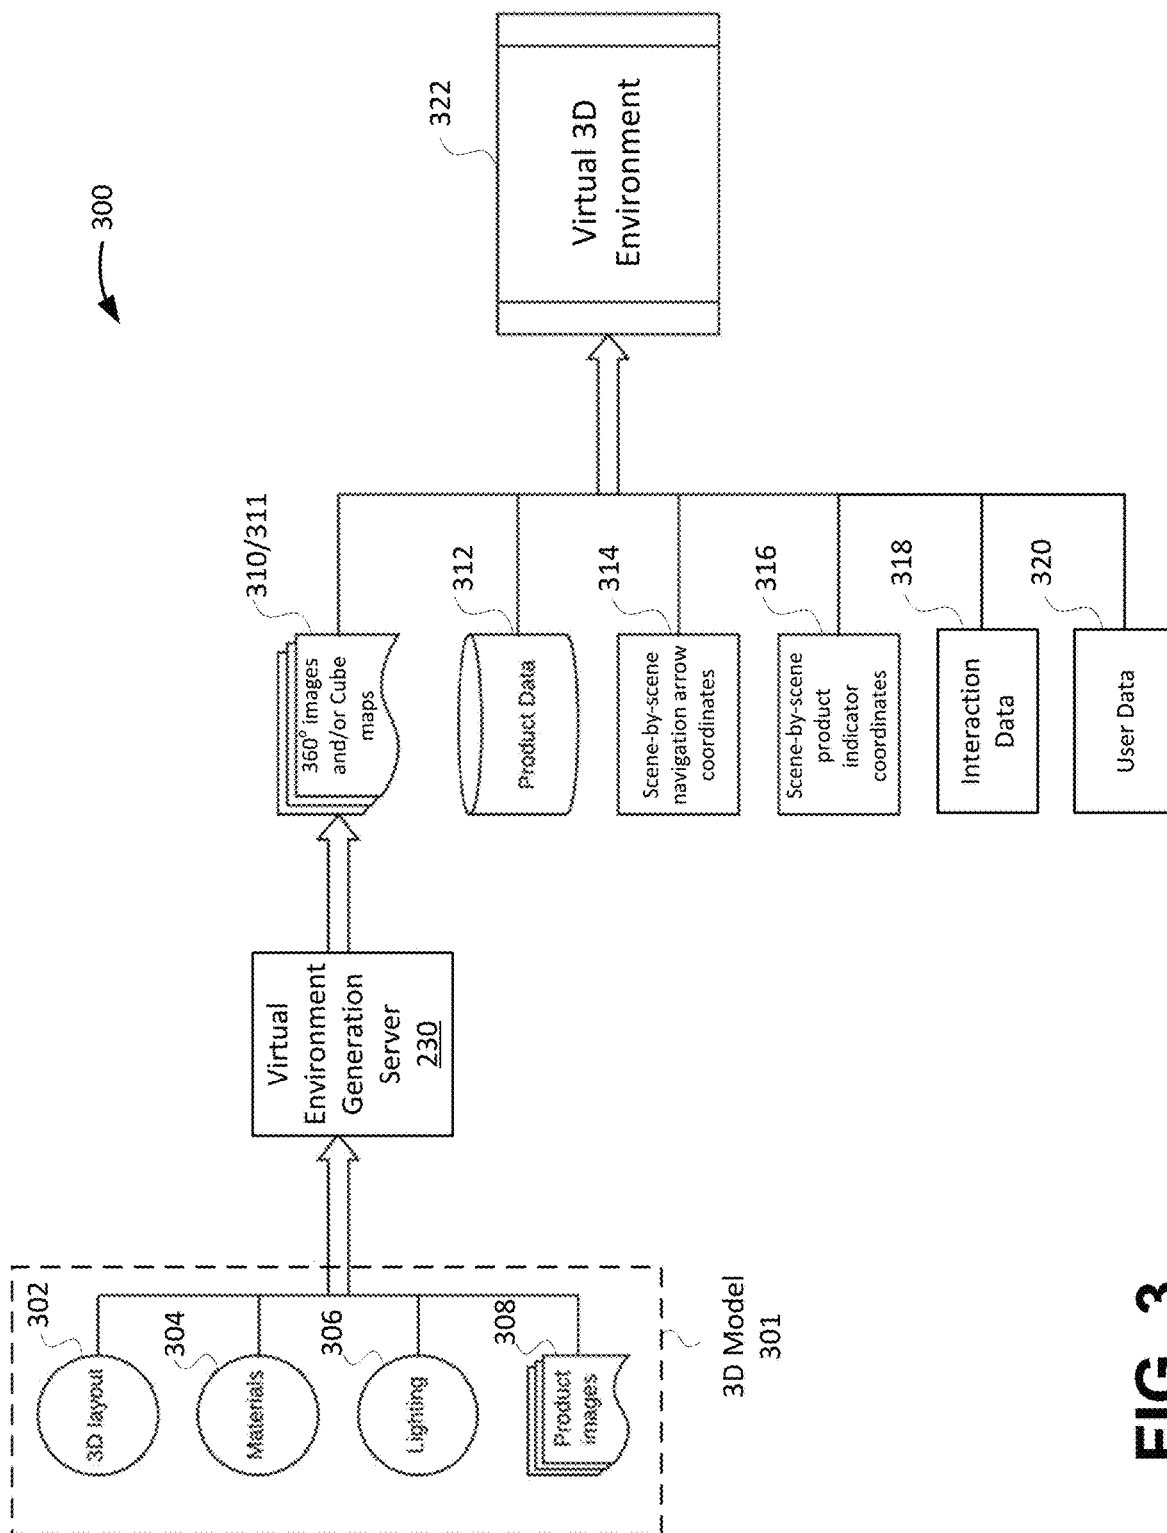 300
302
3D layout
304
Materials
306
Lighting
308
Product
images
3D Model
301
Virtual
Environment
Generation
Server
230
310/311
360° images
and/or Cube
maps
312
Product Data
314
Scene-by-scene
navigation arrow
coordinates
316
Scene-by-scene
product
indicator
coordinates
318
Interaction
Data
320
User Data
322
Virtual 3D
Environment
FIG. 3